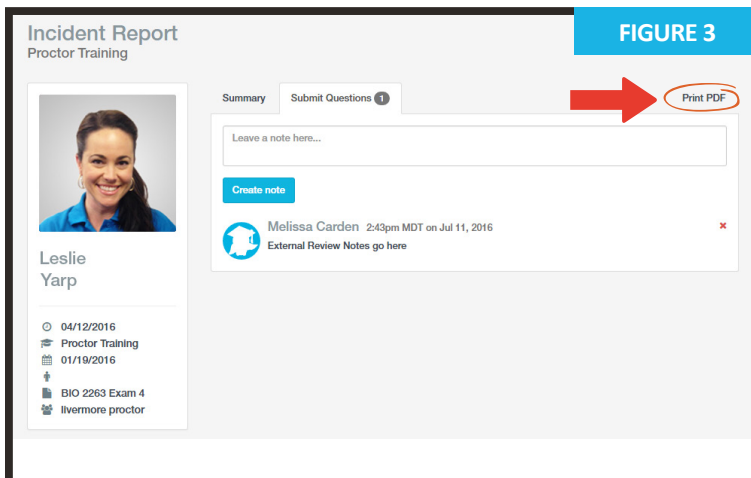 Incident Report
Proctor Training
FIGURE 3
Summary
Submit Questions 1
Print PDF
Leave a note here...
Create note
Melissa Carden 2:43pm MDT on Jul 11, 2016
External Review Notes go here
Leslie
Yarp
04/12/2016
Proctor Training
01/19/2016
BIO 2263 Exam 4
livermore proctor